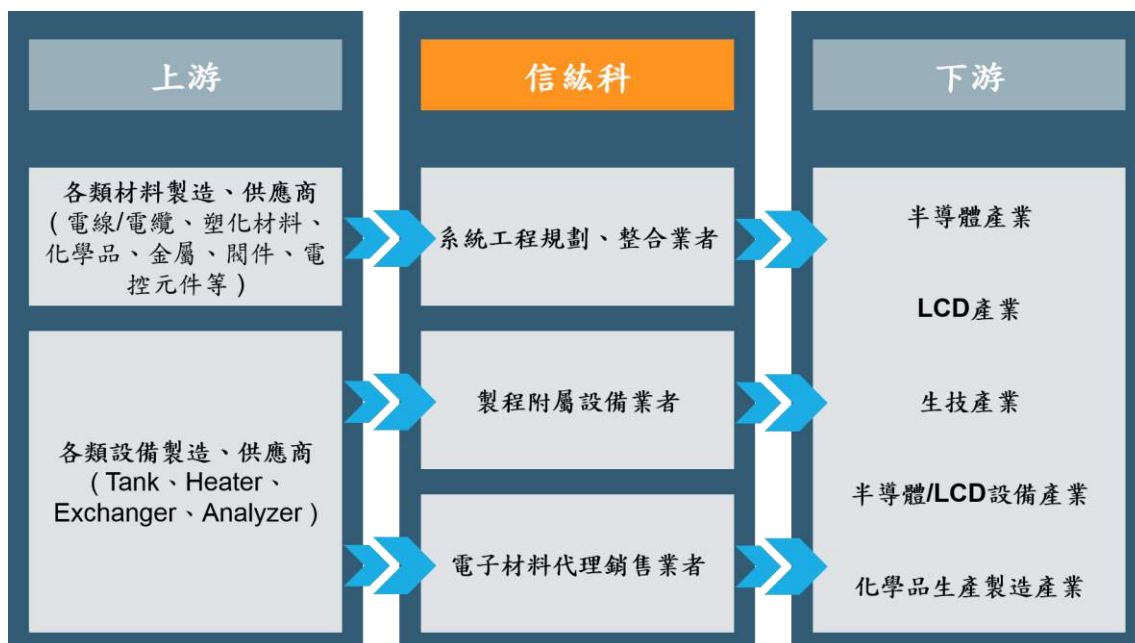 上游
各類材料製造、供應商
( 電線/電纜、塑化材料、
化學品、金屬、閥件、電
控元件等 )
各類設備製造、供應商
( Tank、Heater、
Exchanger、Analyzer )
信紘科
系統工程規劃、整合業者
製程附屬設備業者
電子材料代理銷售業者
下游
半導體產業
LCD產業
生技產業
半導體/LCD設備產業
化學品生產製造產業